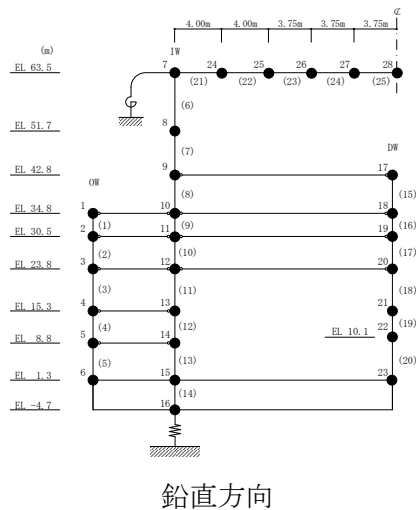 ℄
4.00m 4.00m 3.75m 3.75m 3.75m
(m) IW
EL 63.5 7 24 25 26 27 28
(21) (22) (23) (24) (25)
(6)
EL 51.7 8
(7) DW
EL 42.8 9 17
OW (8) (15)
EL 34.8 1 10 18
(1) (9) (16)
EL 30.5 2 11 19
(2) (10) (17)
EL 23.8 3 12 20
(3) (11) (18)
EL 15.3 4 13 21
(4) (12) (19)
EL 10.1 22
EL 8.8 5 14
(5) (13) (20)
EL 1.3 6 15 23
(14)
EL -4.7 16
鉛直方向